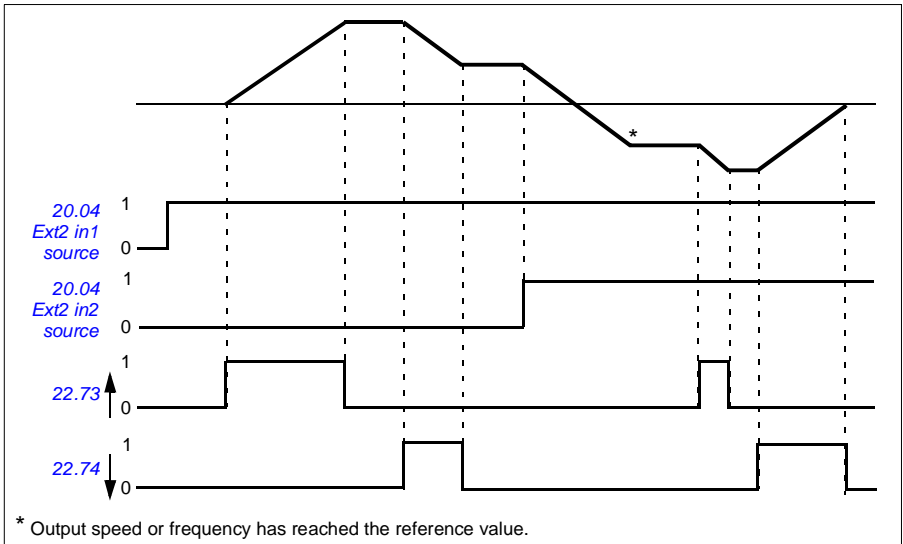 *
20.04
Ext2 in1
source
1
0
20.04
Ext2 in2
source
1
0
22.73
1
0
22.74
1
0
* Output speed or frequency has reached the reference value.